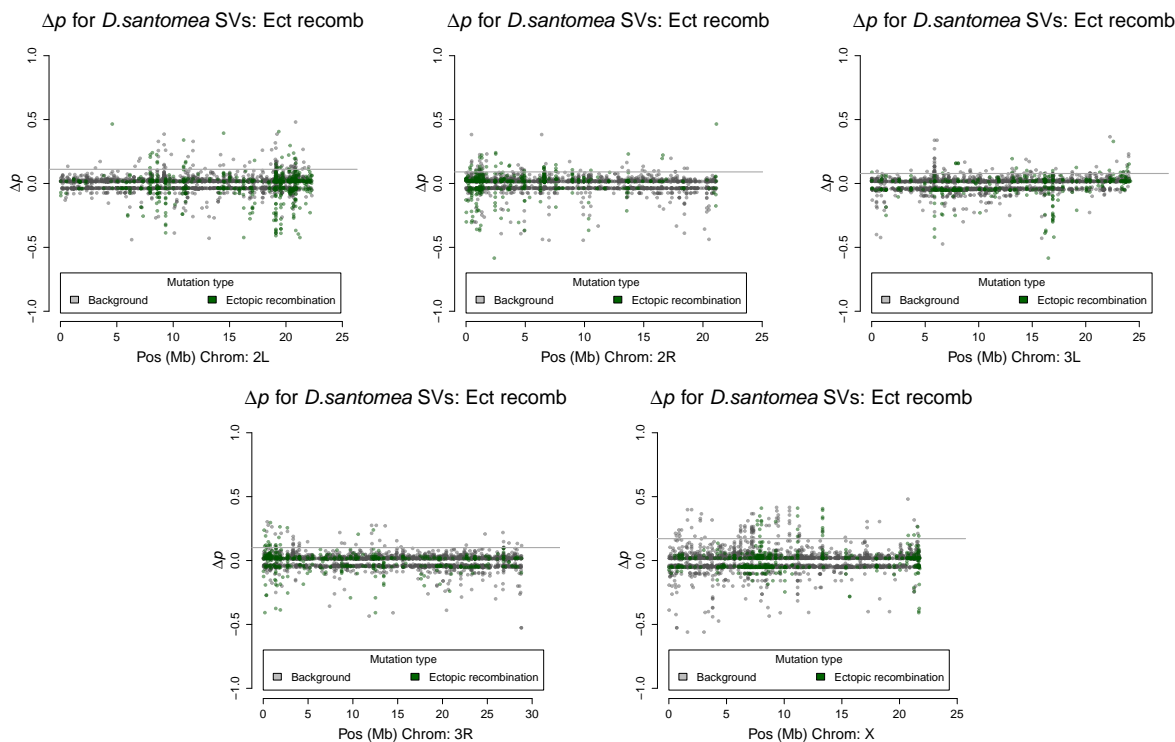 Δp for D.santomea SVs: Ect recomb
1.0
0.5
0.0
−0.5
−1.0
Δp
Mutation type
Background
Ectopic recombination
0 5 10 15 20 25
Pos (Mb) Chrom: 2L
Δp for D.santomea SVs: Ect recomb
1.0
0.5
0.0
−0.5
−1.0
Δp
Mutation type
Background
Ectopic recombination
0 5 10 15 20 25
Pos (Mb) Chrom: 2R
Δp for D.santomea SVs: Ect recomb
1.0
0.5
0.0
−0.5
−1.0
Δp
Mutation type
Background
Ectopic recombination
0 5 10 15 20 25
Pos (Mb) Chrom: 3L
Δp for D.santomea SVs: Ect recomb
1.0
0.5
0.0
−0.5
−1.0
Δp
Mutation type
Background
Ectopic recombination
0 5 10 15 20 25 30
Pos (Mb) Chrom: 3R
Δp for D.santomea SVs: Ect recomb
1.0
0.5
0.0
−0.5
−1.0
Δp
Mutation type
Background
Ectopic recombination
0 5 10 15 20 25
Pos (Mb) Chrom: X